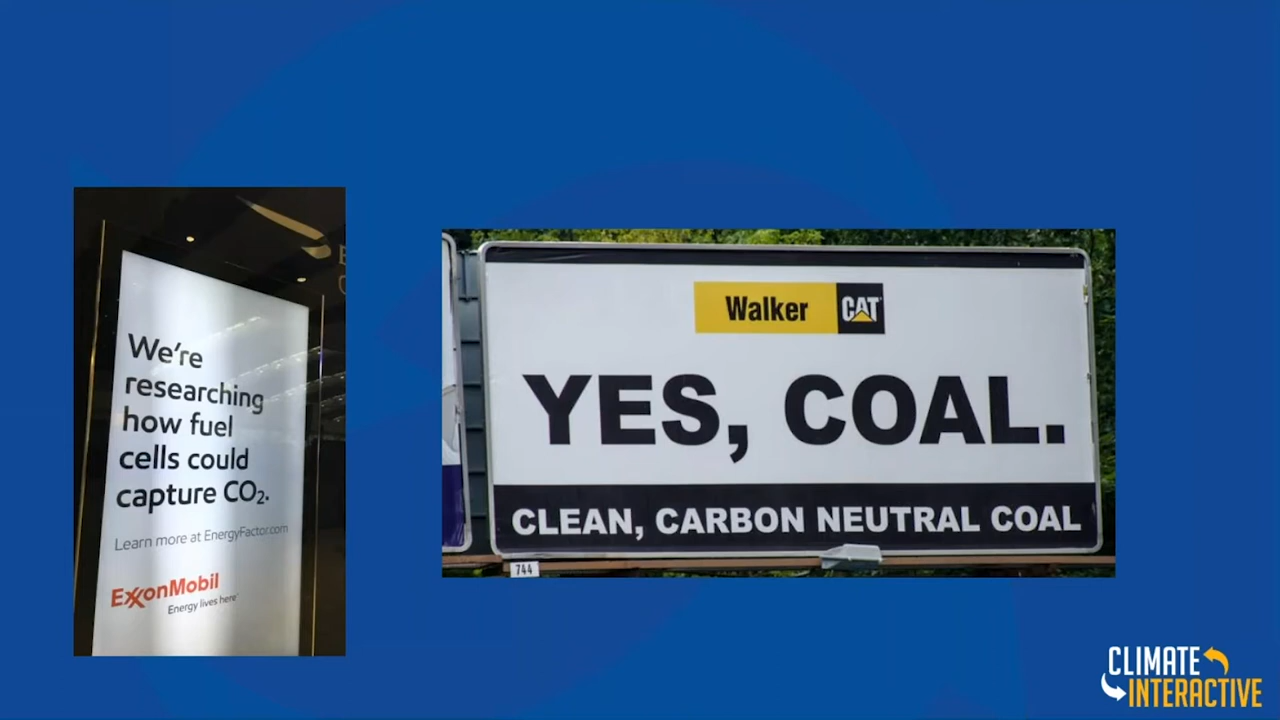 We're
researching
how fuel
cells could
capture CO₂.
Learn more at EnergyFactor.com
ExxonMobil
Energy lives here
Walker CAT
YES, COAL.
CLEAN, CARBON NEUTRAL COAL
744
CLIMATE
INTERACTIVE